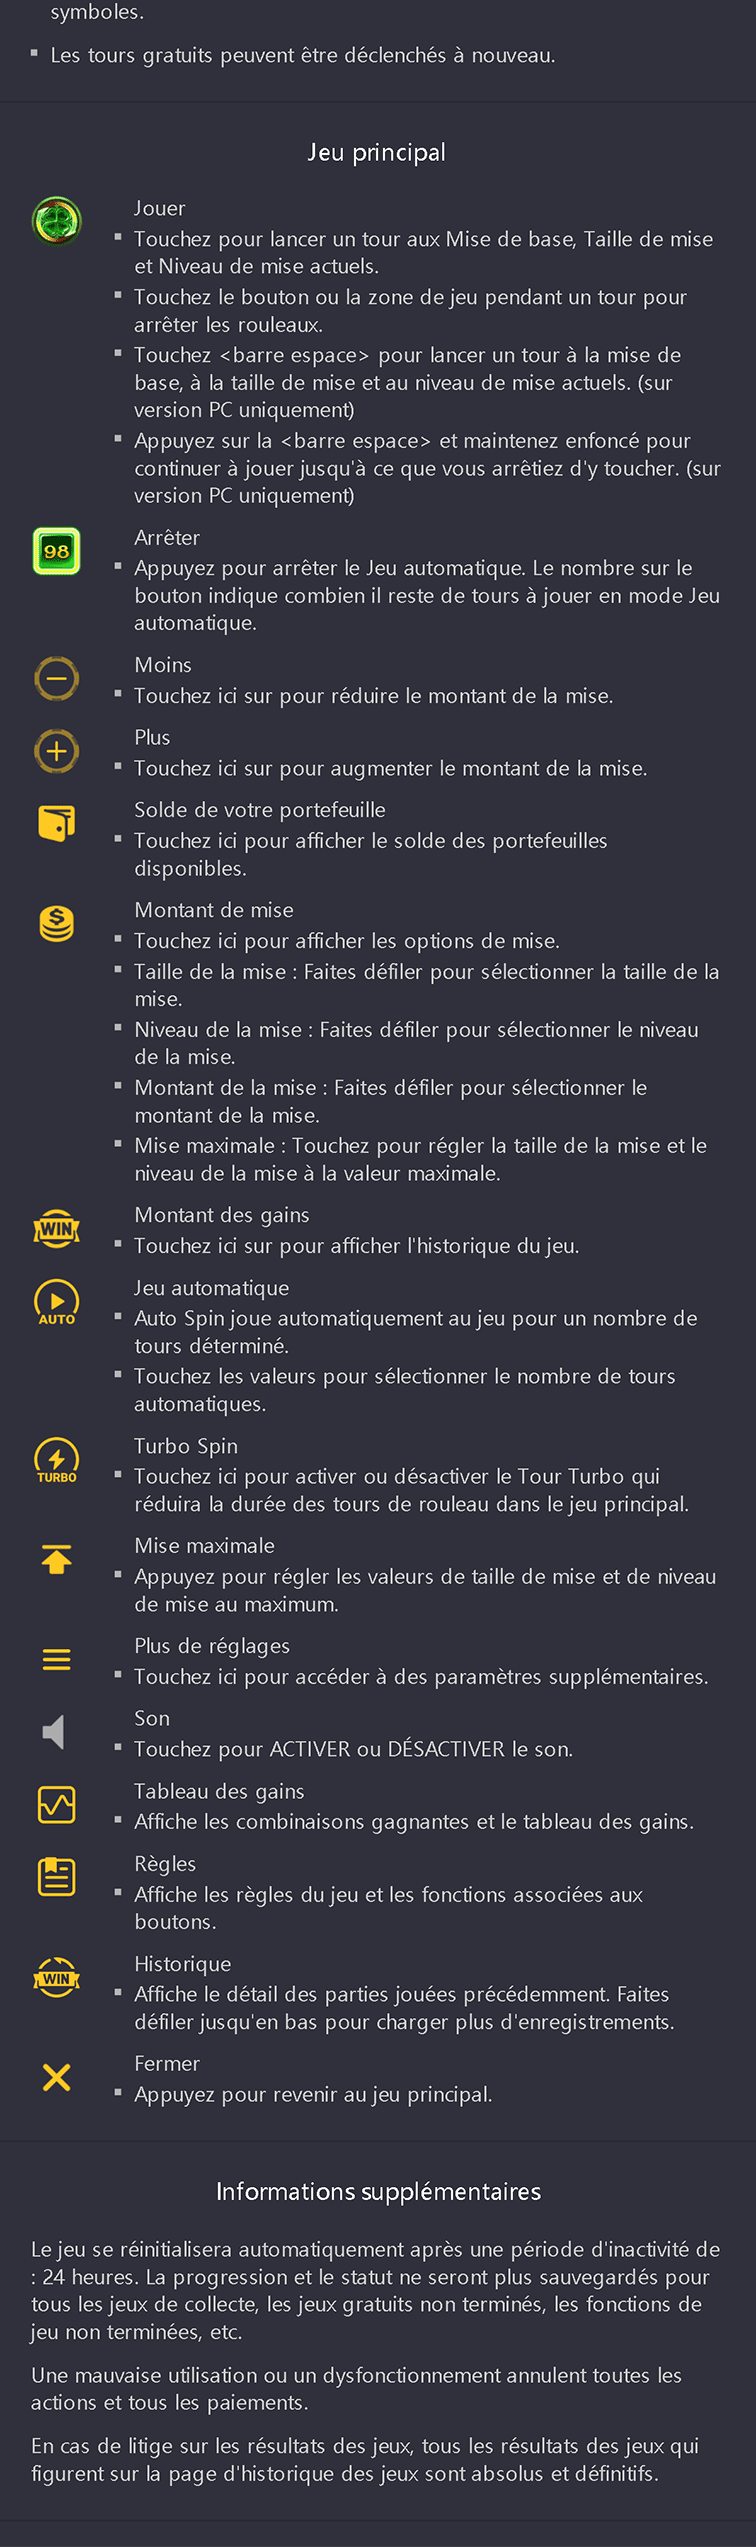 symboles.
▪ Les tours gratuits peuvent être déclenchés à nouveau.
Jeu principal
Jouer
▪ Touchez pour lancer un tour aux Mise de base, Taille de mise
et Niveau de mise actuels.
▪ Touchez le bouton ou la zone de jeu pendant un tour pour
arrêter les rouleaux.
▪ Touchez <barre espace> pour lancer un tour à la mise de
base, à la taille de mise et au niveau de mise actuels. (sur
version PC uniquement)
▪ Appuyez sur la <barre espace> et maintenez enfoncé pour
continuer à jouer jusqu'à ce que vous arrêtiez d'y toucher. (sur
version PC uniquement)
98
Arrêter
▪ Appuyez pour arrêter le Jeu automatique. Le nombre sur le
bouton indique combien il reste de tours à jouer en mode Jeu
automatique.
Moins
▪ Touchez ici sur pour réduire le montant de la mise.
Plus
▪ Touchez ici sur pour augmenter le montant de la mise.
Solde de votre portefeuille
▪ Touchez ici pour afficher le solde des portefeuilles
disponibles.
$
Montant de mise
▪ Touchez ici pour afficher les options de mise.
▪ Taille de la mise : Faites défiler pour sélectionner la taille de la
mise.
▪ Niveau de la mise : Faites défiler pour sélectionner le niveau
de la mise.
▪ Montant de la mise : Faites défiler pour sélectionner le
montant de la mise.
▪ Mise maximale : Touchez pour régler la taille de la mise et le
niveau de la mise à la valeur maximale.
WIN
Montant des gains
▪ Touchez ici sur pour afficher l'historique du jeu.
AUTO
Jeu automatique
▪ Auto Spin joue automatiquement au jeu pour un nombre de
tours déterminé.
▪ Touchez les valeurs pour sélectionner le nombre de tours
automatiques.
TURBO
Turbo Spin
▪ Touchez ici pour activer ou désactiver le Tour Turbo qui
réduira la durée des tours de rouleau dans le jeu principal.
Mise maximale
▪ Appuyez pour régler les valeurs de taille de mise et de niveau
de mise au maximum.
Plus de réglages
▪ Touchez ici pour accéder à des paramètres supplémentaires.
Son
▪ Touchez pour ACTIVER ou DÉSACTIVER le son.
Tableau des gains
▪ Affiche les combinaisons gagnantes et le tableau des gains.
Règles
▪ Affiche les règles du jeu et les fonctions associées aux
boutons.
WIN
Historique
▪ Affiche le détail des parties jouées précédemment. Faites
défiler jusqu'en bas pour charger plus d'enregistrements.
Fermer
▪ Appuyez pour revenir au jeu principal.
Informations supplémentaires
Le jeu se réinitialisera automatiquement après une période d'inactivité de
: 24 heures. La progression et le statut ne seront plus sauvegardés pour
tous les jeux de collecte, les jeux gratuits non terminés, les fonctions de
jeu non terminées, etc.
Une mauvaise utilisation ou un dysfonctionnement annulent toutes les
actions et tous les paiements.
En cas de litige sur les résultats des jeux, tous les résultats des jeux qui
figurent sur la page d'historique des jeux sont absolus et définitifs.